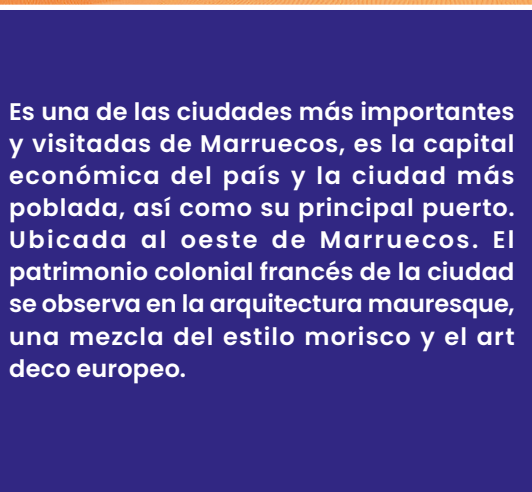 Es una de las ciudades más importantes
y visitadas de Marruecos, es la capital
económica del país y la ciudad más
poblada, así como su principal puerto.
Ubicada al oeste de Marruecos. El
patrimonio colonial francés de la ciudad
se observa en la arquitectura mauresque,
una mezcla del estilo morisco y el art
deco europeo.